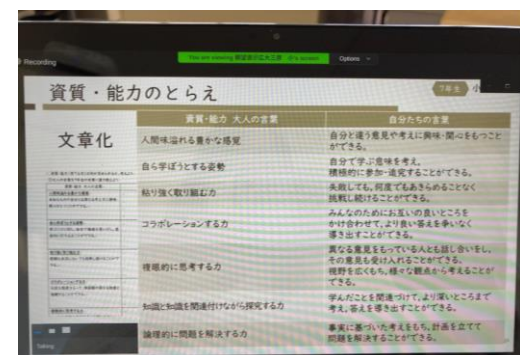 Recording
You are viewing
screen
Options
資質・能力のとらえ
7年生
小
資質・能力 大人の言葉
自分たちの言葉
文章化
人間味溢れる豊かな感覚
自分と違う意見や考えに興味・関心をもつこと
ができる。
自ら学ぼうとする姿勢
自分で学ぶ意味を考え、
積極的に参加・追究することができる。
粘り強く取り組む力
失敗しても、何度でもあきらめることなく
挑戦し続けることができる。
コラボレーションする力
みんなのためにお互いの良いところを
かけ合わせて、より良い答えを争いなく
導き出すことができる。
複眼的に思考する力
異なる意見をもっている人とも話し合いをし、
その意見も受け入れることができる。
視野を広くもち、様々な観点から考えることが
できる。
知識と知識を関連付けながら探究する力
学んだことを関連づけて、より深いところまで
考え、答えを導き出すことができる。
論理的に問題を解決する力
事実に基づいた考えをもち、計画を立てて
問題を解決することができる。
Talking: